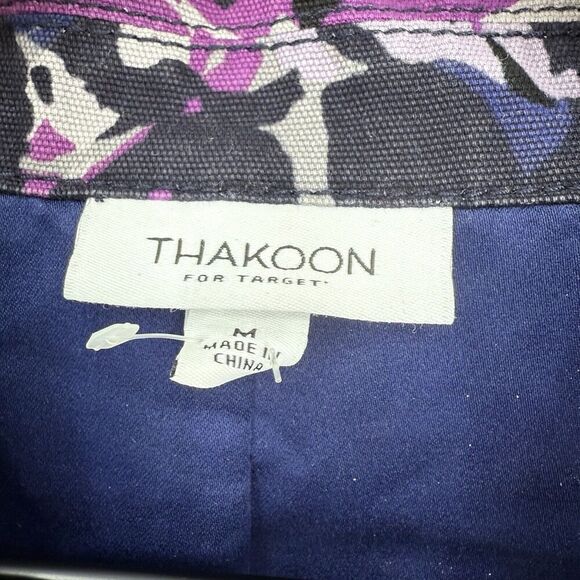 THAKOON
FOR TARGET
M
MADE IN
CHINA